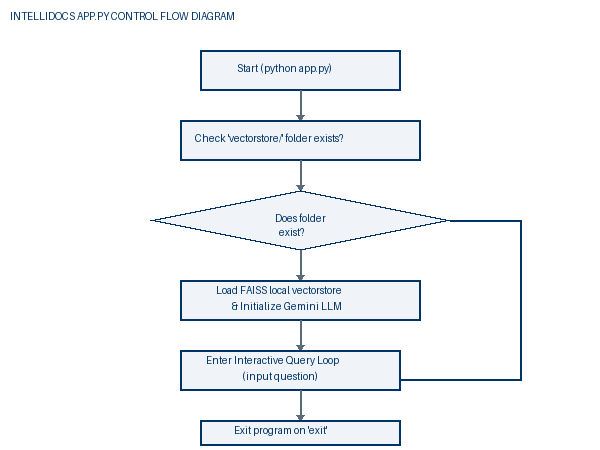 INTELLIDOCS APP.PY CONTROL FLOW DIAGRAM
Start (python app.py)
Check 'vectorstore/' folder exists?
Does folder
exist?
Load FAISS local vectorstore
& Initialize Gemini LLM
Enter Interactive Query Loop
(input question)
Exit program on 'exit'